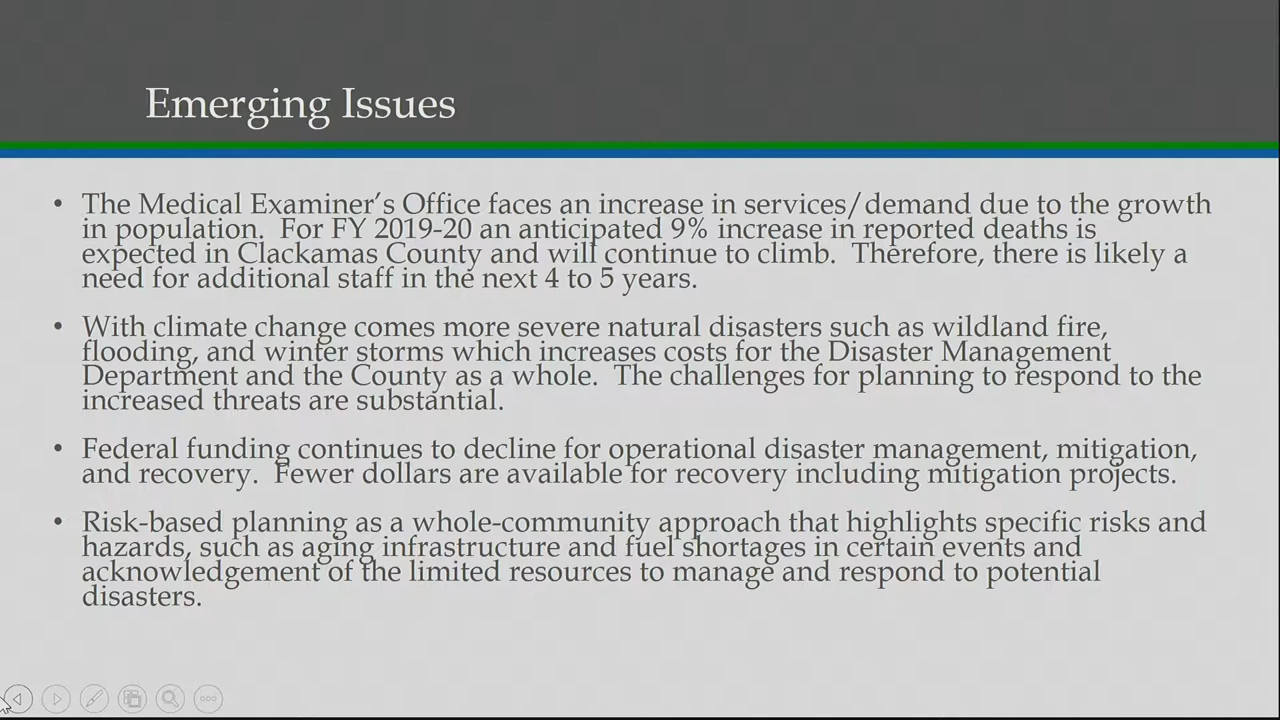 Emerging Issues
• The Medical Examiner's Office faces an increase in services/demand due to the growth
in population.  For FY 2019-20 an anticipated 9% increase in reported deaths is
expected in Clackamas County and will continue to climb.  Therefore, there is likely a
need for additional staff in the next 4 to 5 years.
• With climate change comes more severe natural disasters such as wildland fire,
flooding, and winter storms which increases costs for the Disaster Management
Department and the County as a whole.  The challenges for planning to respond to the
increased threats are substantial.
• Federal funding continues to decline for operational disaster management, mitigation,
and recovery.  Fewer dollars are available for recovery including mitigation projects.
• Risk-based planning as a whole-community approach that highlights specific risks and
hazards, such as aging infrastructure and fuel shortages in certain events and
acknowledgement of the limited resources to manage and respond to potential
disasters.